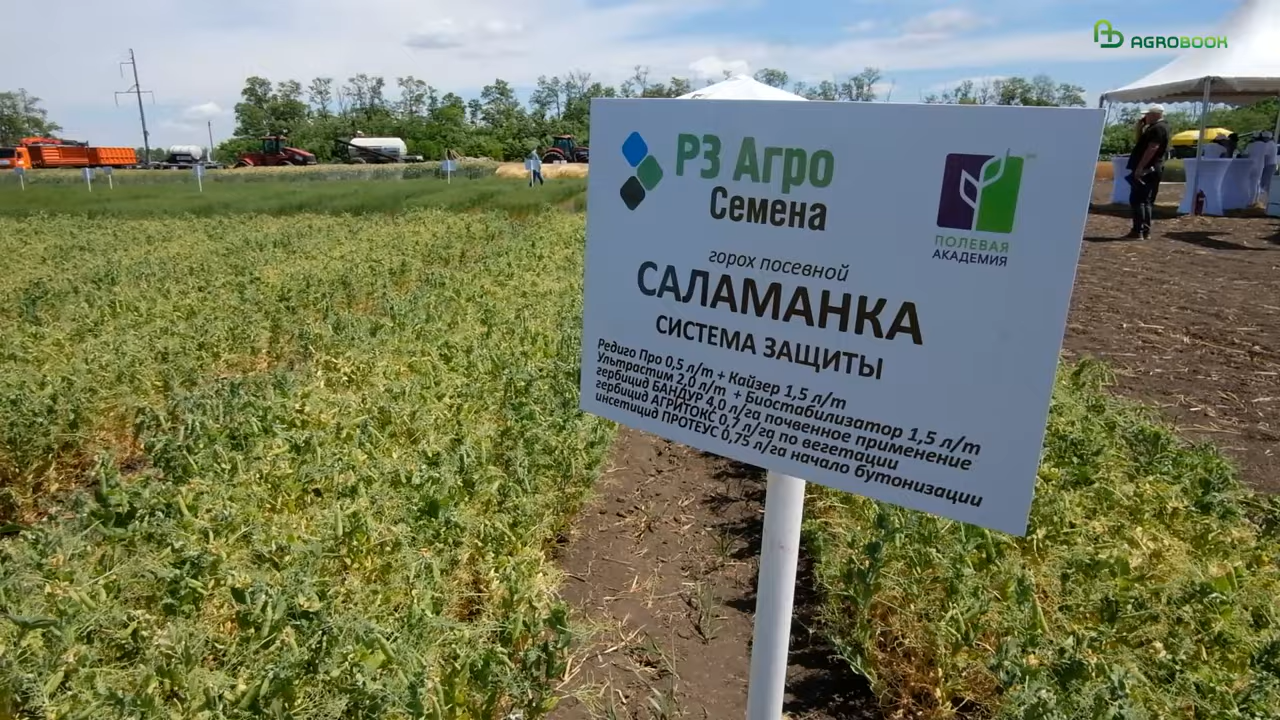 AGROBOOK
РЗ Агро
Семена
ПОЛЕВАЯ
АКАДЕМИЯ
горох посевной
САЛАМАНКА
СИСТЕМА ЗАЩИТЫ
Редиго Про 0,5 л/т + Кайзер 1,5 л/т
Ультрастим 2,0 л/т + Биостабилизатор 1,5 л/т
гербицид БАНДУР 4,0 л/га почвенное применение
гербицид АГРИТОКС 0,7 л/га по вегетации
инсетицид ПРОТЕУС 0,75 л/га начало бутонизации